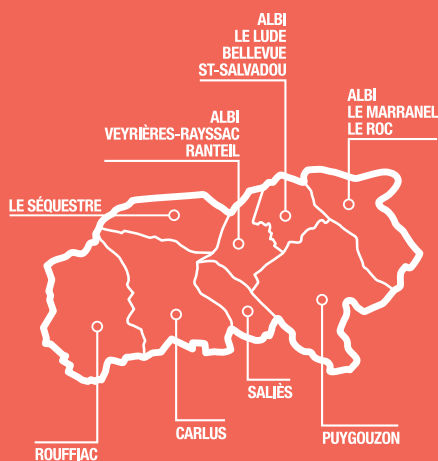 ALBI
LE LUDE
BELLEVUE
ST-SALVADOU
ALBI
LE MARRANEL
LE ROC
ALBI
VEYRIÈRES-RAYSSAC
RANTEIL
LE SÉQUESTRE
SALIÈS
CARLUS
PUYGOUZON
ROUFFIAC